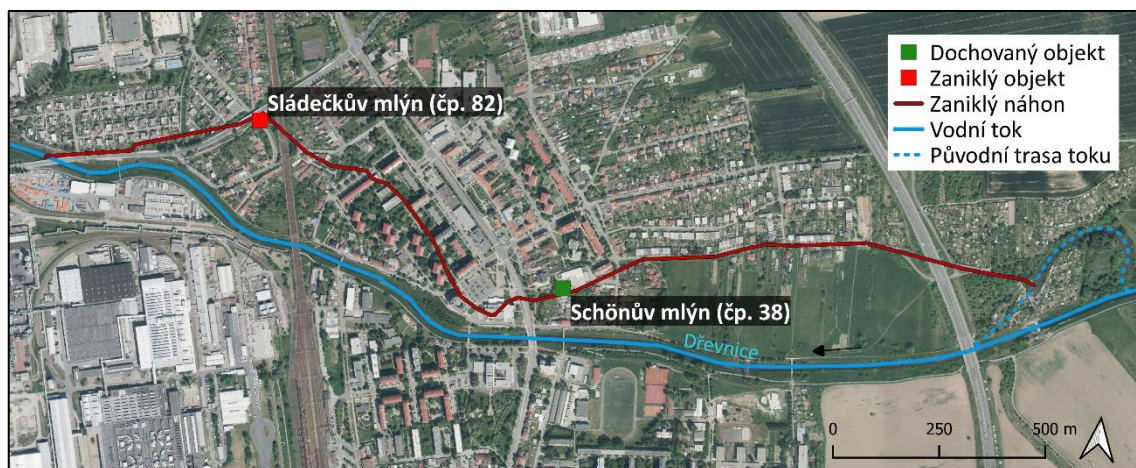 Dochovaný objekt
Zaniklý objekt
Zaniklý náhon
Vodní tok
Původní trasa toku
Sládečkův mlýn (čp. 82)
Schönův mlýn (čp. 38)
Dřevnice
0 250 500 m